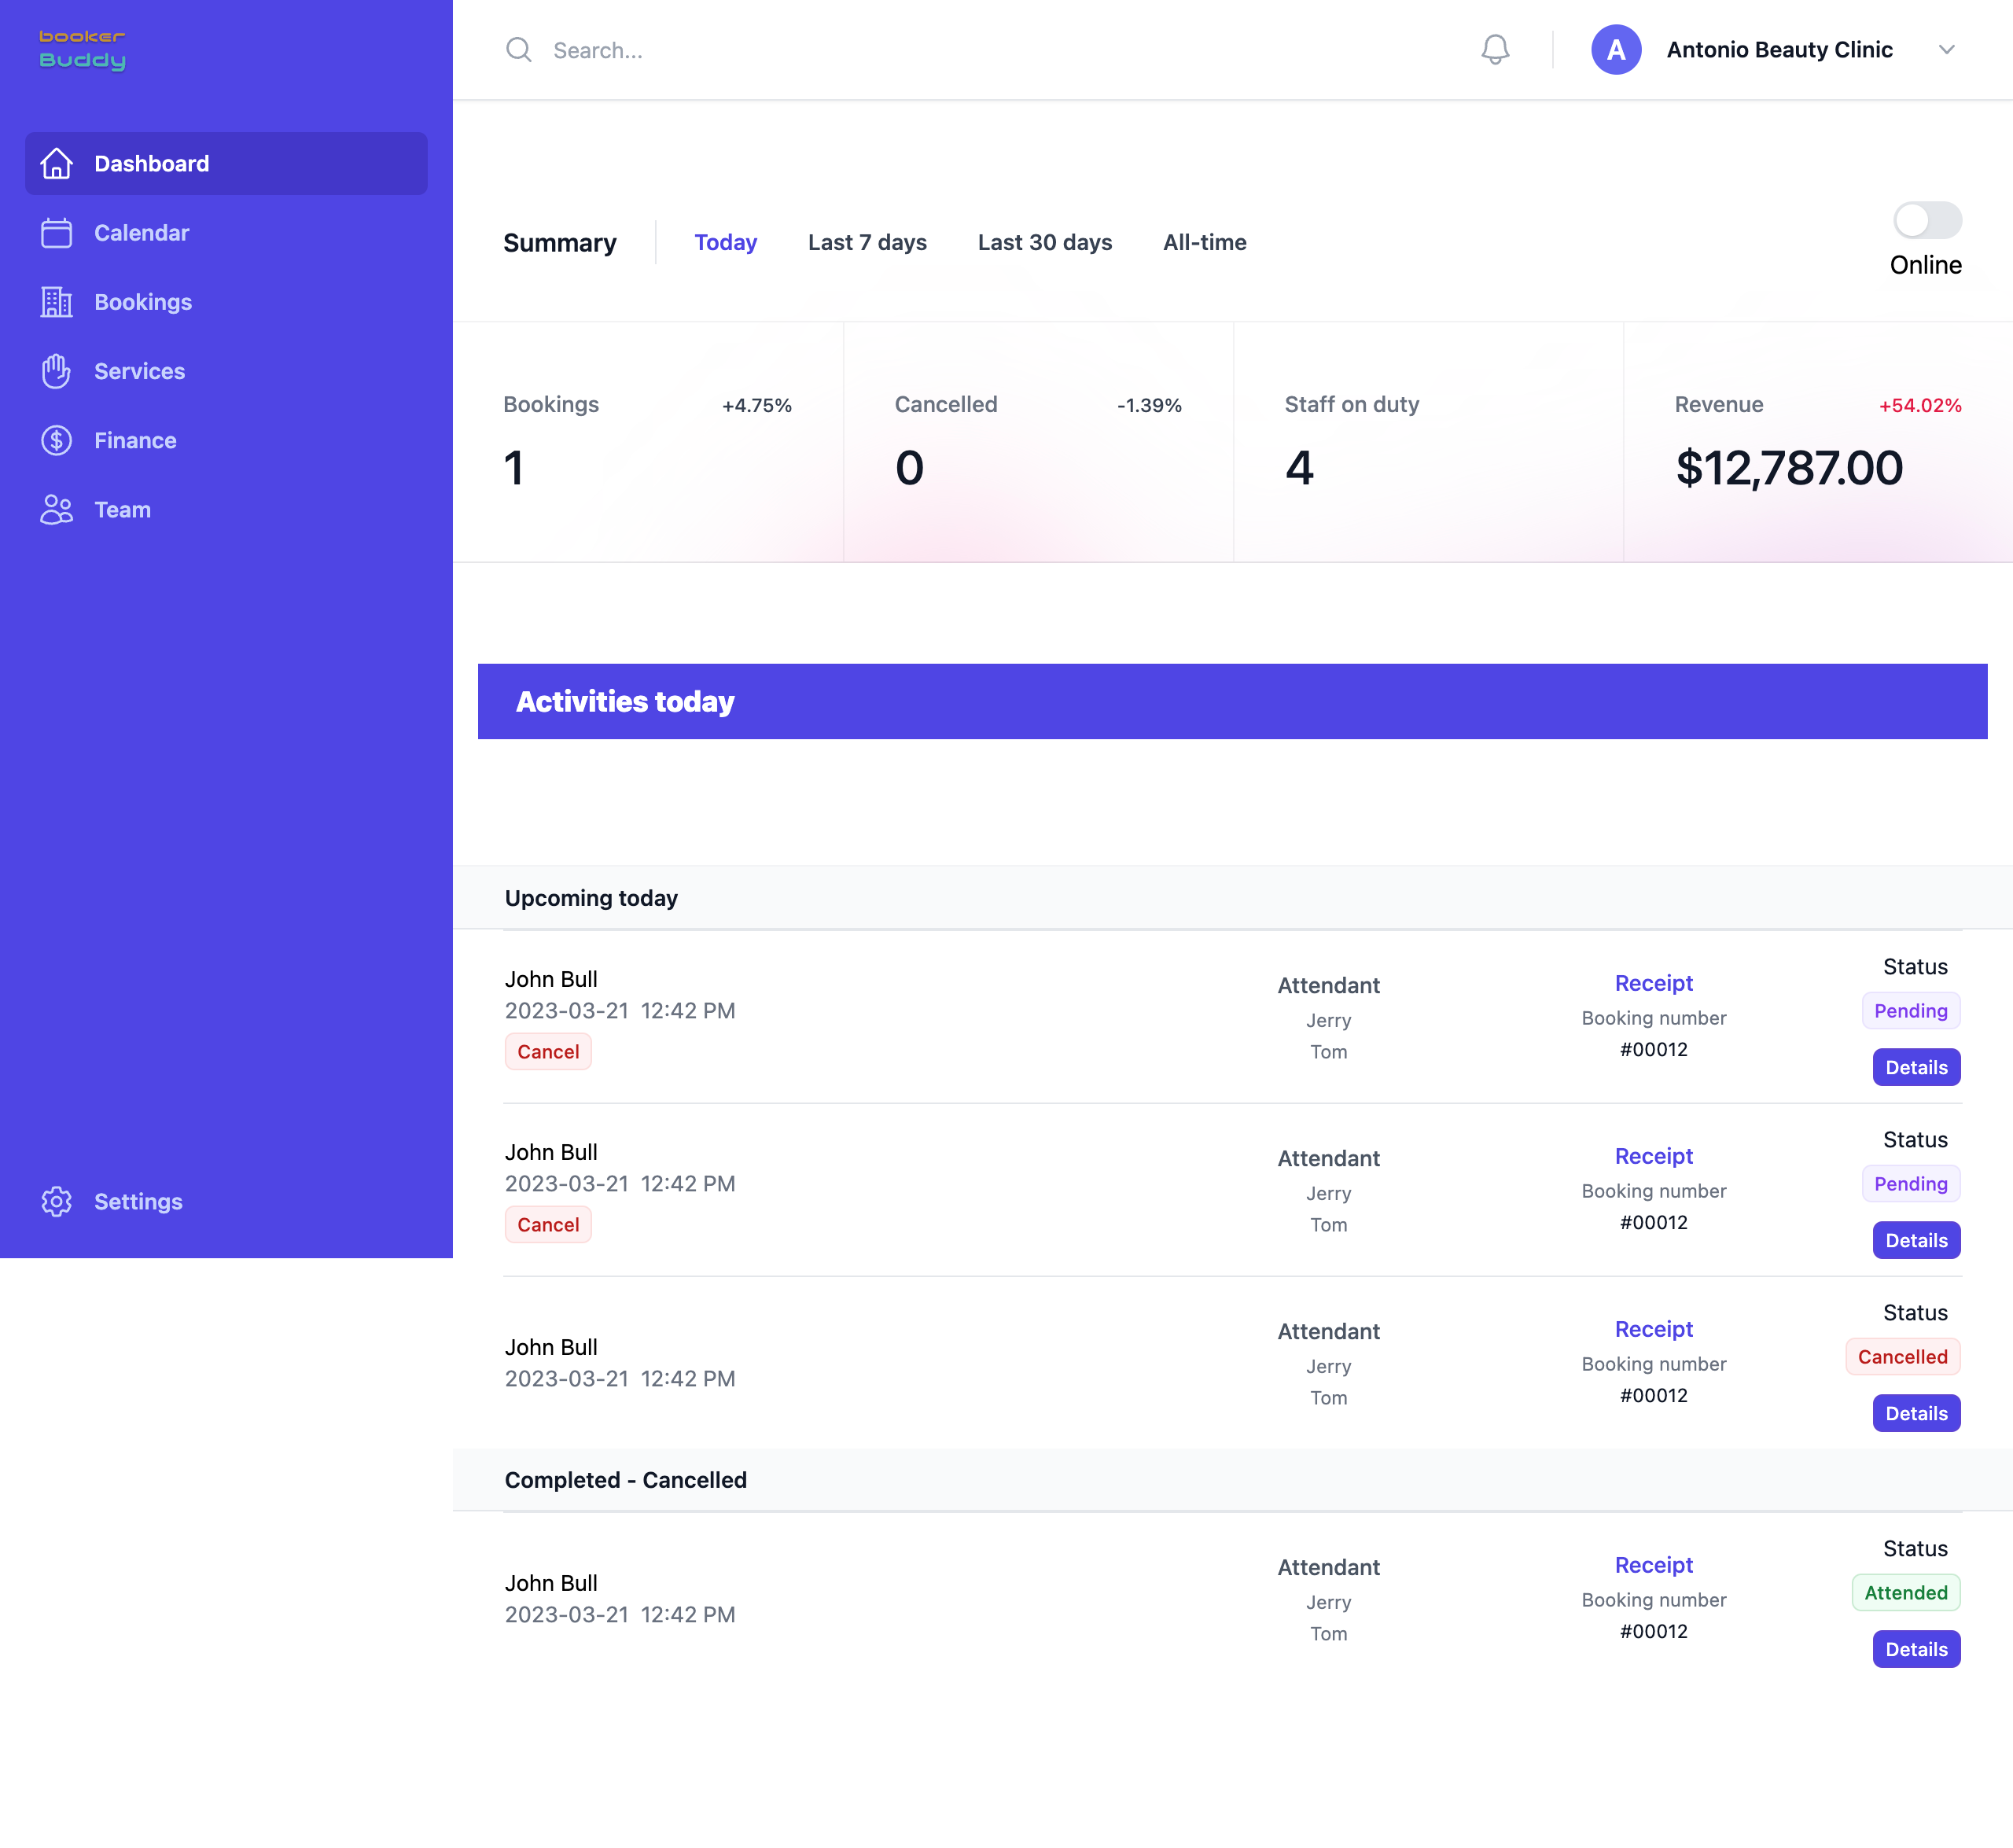 booker
Buddy
Dashboard
Calendar
Bookings
Services
Finance
Team
Settings
Search...
A
Antonio Beauty Clinic
Summary
Today
Last 7 days
Last 30 days
All-time
Online
Bookings
+4.75%
1
Cancelled
-1.39%
0
Staff on duty
4
Revenue
+54.02%
$12,787.00
Activities today
Upcoming today
John Bull
2023-03-21 12:42 PM
Cancel
Attendant
Jerry
Tom
Receipt
Booking number
#00012
Status
Pending
Details
John Bull
2023-03-21 12:42 PM
Cancel
Attendant
Jerry
Tom
Receipt
Booking number
#00012
Status
Pending
Details
John Bull
2023-03-21 12:42 PM
Attendant
Jerry
Tom
Receipt
Booking number
#00012
Status
Cancelled
Details
Completed - Cancelled
John Bull
2023-03-21 12:42 PM
Attendant
Jerry
Tom
Receipt
Booking number
#00012
Status
Attended
Details